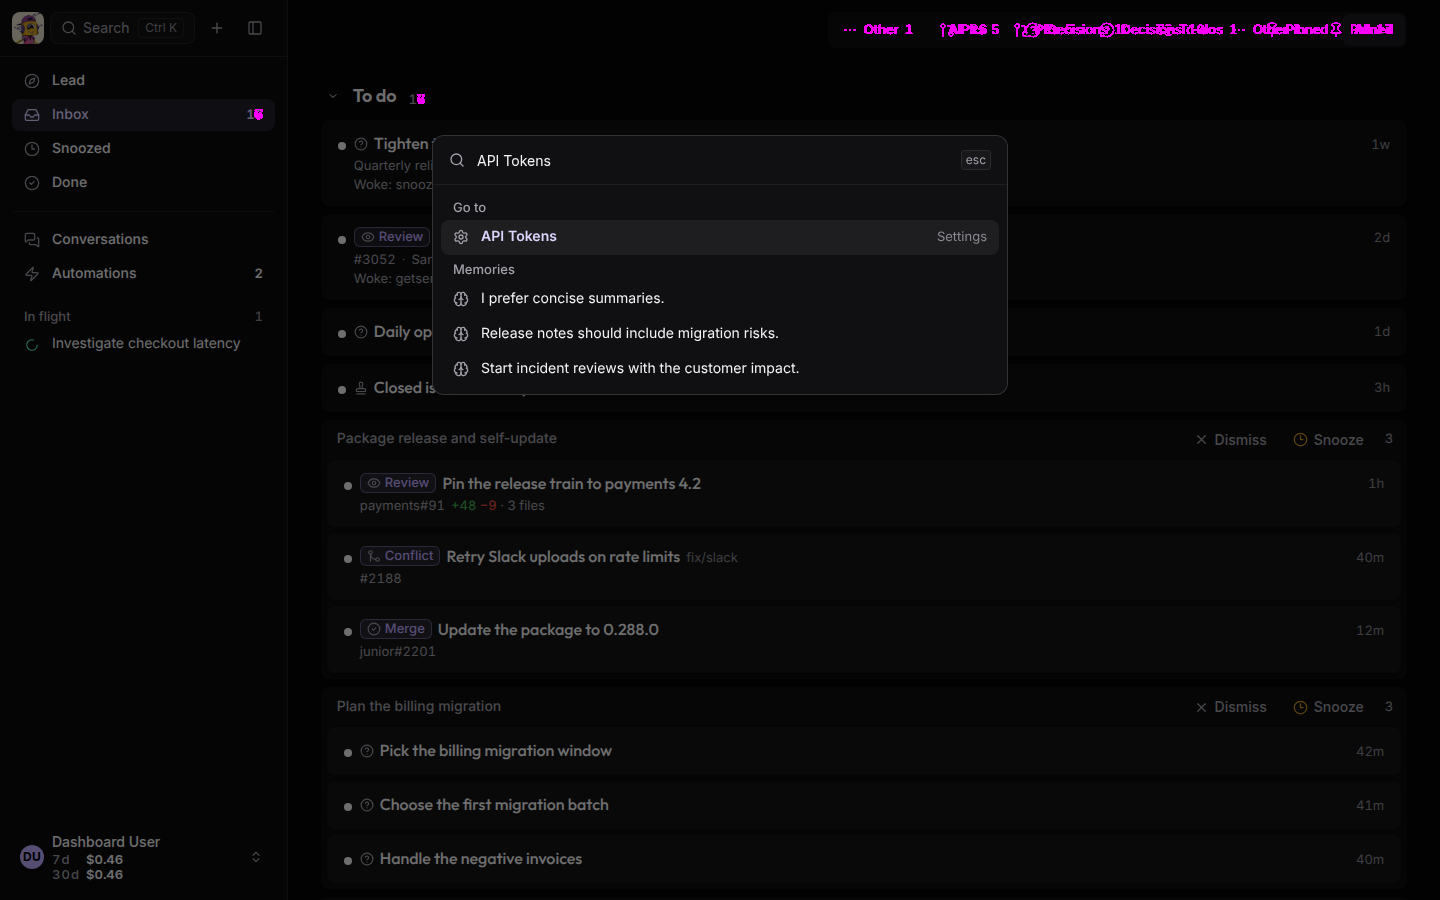 Search Ctrl K
Lead
Inbox
Snoozed
Done
Conversations
Automations 2
In flight 1
Investigate checkout latency
Dashboard User
DU
7d $0.46
30d $0.46
Other 1
To do
Tighten
1w
Quarterly reli
Woke: snooz
API Tokens esc
Go to
API Tokens Settings
Memories
I prefer concise summaries.
Release notes should include migration risks.
Start incident reviews with the customer impact.
Review
2d
#3052 · Sar
Woke: getser
Daily op
1d
Closed is
3h
Package release and self-update Dismiss Snooze 3
Review Pin the release train to payments 4.2 1h
payments#91 +48 −9 · 3 files
Conflict Retry Slack uploads on rate limits fix/slack 40m
#2188
Merge Update the package to 0.288.0 12m
junior#2201
Plan the billing migration Dismiss Snooze 3
Pick the billing migration window 42m
Choose the first migration batch 41m
Handle the negative invoices 40m